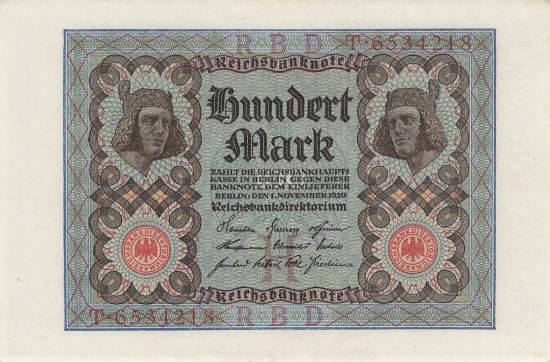 R B D T·6534218
Reichsbanknote
Hundert
Mark
ZAHLT DIE REICHSBANKHAUPT=
KASSE IN BERLIN GEGEN DIESE
BANKNOTE DEM EINLIEFERER
BERLIN, DEN 1. NOVEMBER 1920
Reichsbankdirektorium
Reichsbanknote
T·6534218 R B D